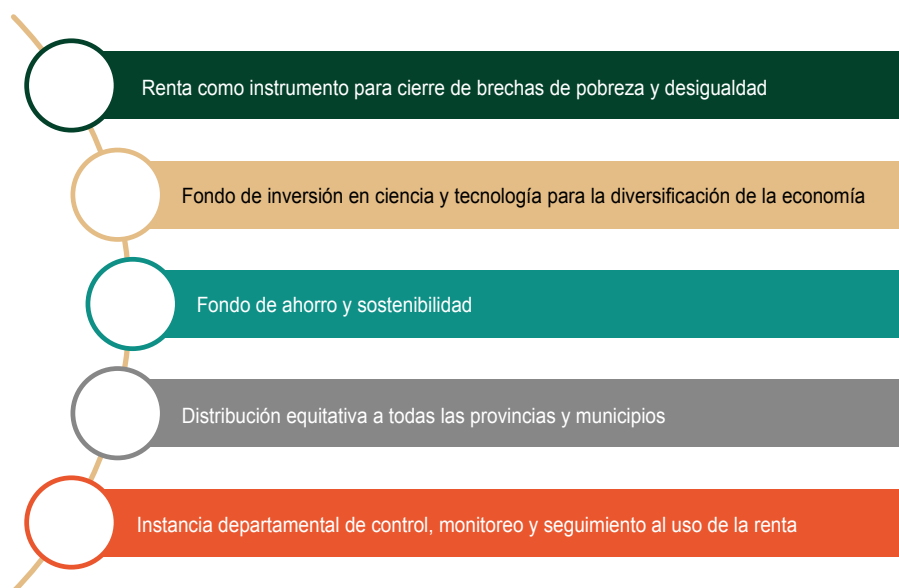 Renta como instrumento para cierre de brechas de pobreza y desigualdad
Fondo de inversión en ciencia y tecnología para la diversificación de la economía
Fondo de ahorro y sostenibilidad
Distribución equitativa a todas las provincias y municipios
Instancia departamental de control, monitoreo y seguimiento al uso de la renta